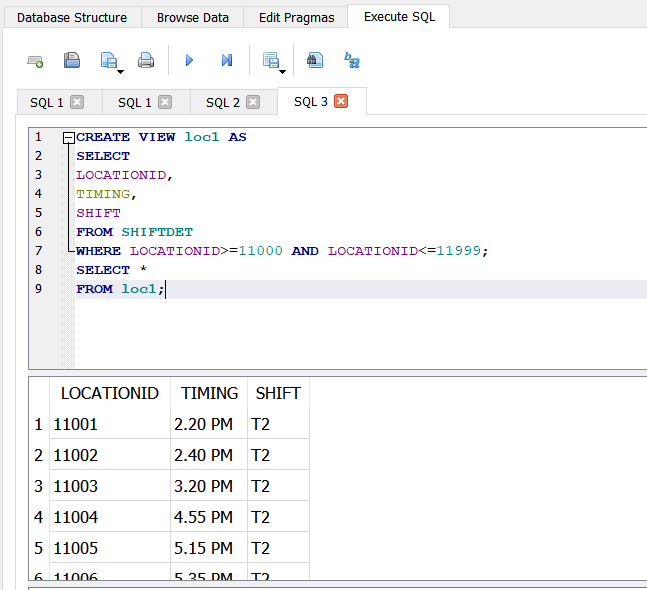 Database Structure Browse Data Edit Pragmas Execute SQL
SQL 1 SQL 1 SQL 2 SQL 3
1 CREATE VIEW loc1 AS
2 SELECT
3 LOCATIONID,
4 TIMING,
5 SHIFT
6 FROM SHIFTDET
7 WHERE LOCATIONID>=11000 AND LOCATIONID<=11999;
8 SELECT *
9 FROM loc1;
LOCATIONID TIMING SHIFT
1 11001 2.20 PM T2
2 11002 2.40 PM T2
3 11003 3.20 PM T2
4 11004 4.55 PM T2
5 11005 5.15 PM T2
6 11006 5.35 PM T2